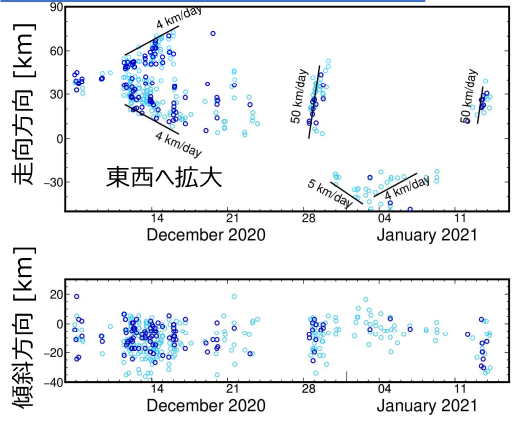 走向方向 [km]
90
60
30
0
−30
4 km/day
4 km/day
50 km/day
50 km/day
5 km/day
4 km/day
東西へ拡大
14 21 28 04 11
December 2020 January 2021
傾斜方向 [km]
20
0
−20
−40
14 21 28 04 11
December 2020 January 2021